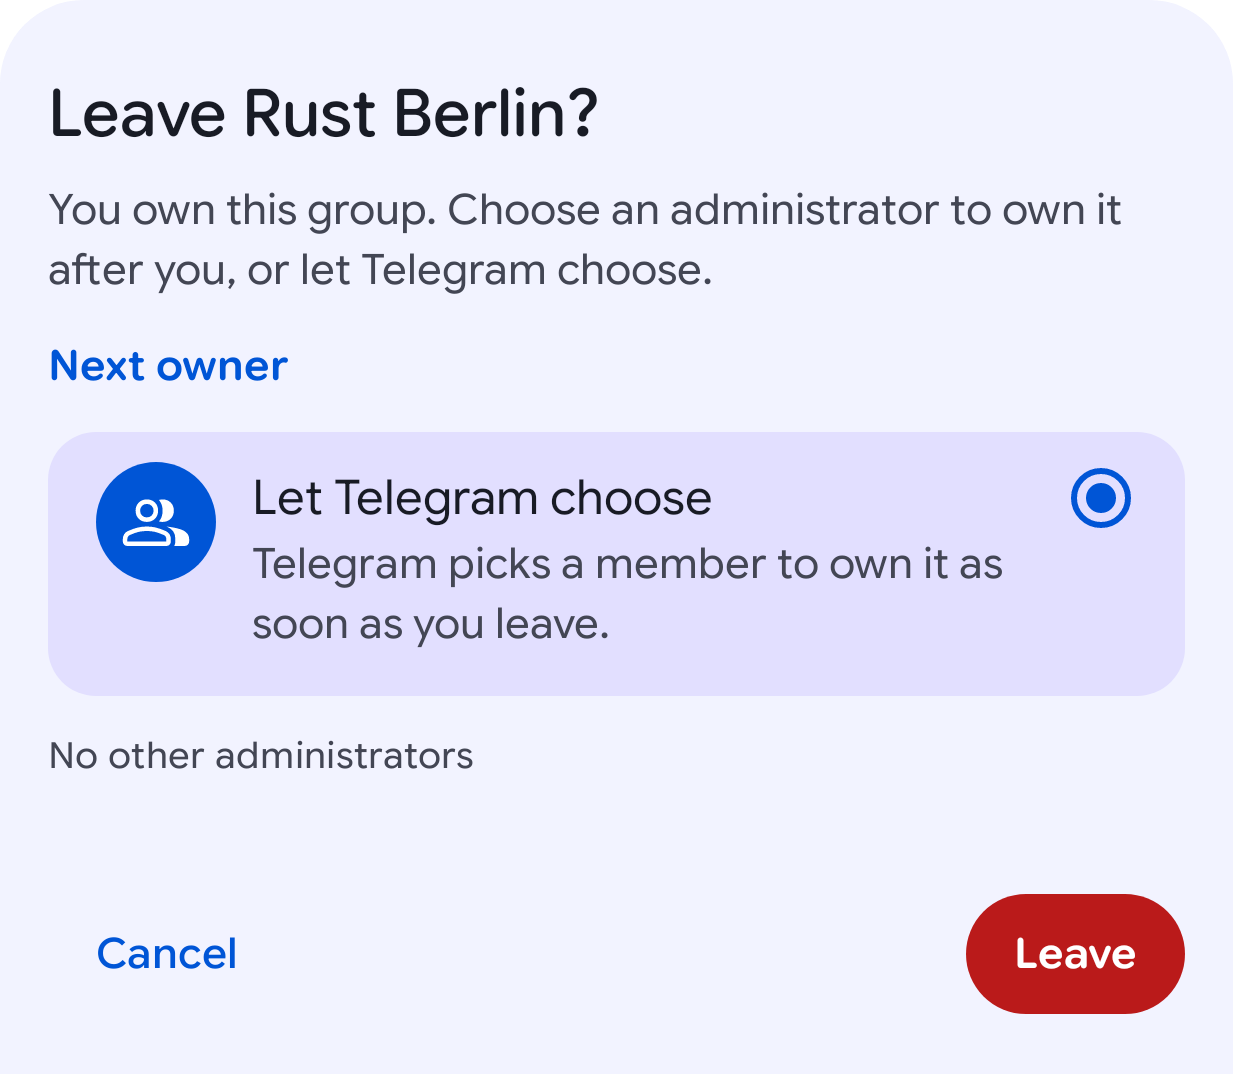 Leave Rust Berlin?
You own this group. Choose an administrator to own it
after you, or let Telegram choose.
Next owner
Let Telegram choose
Telegram picks a member to own it as
soon as you leave.
No other administrators
Cancel
Leave